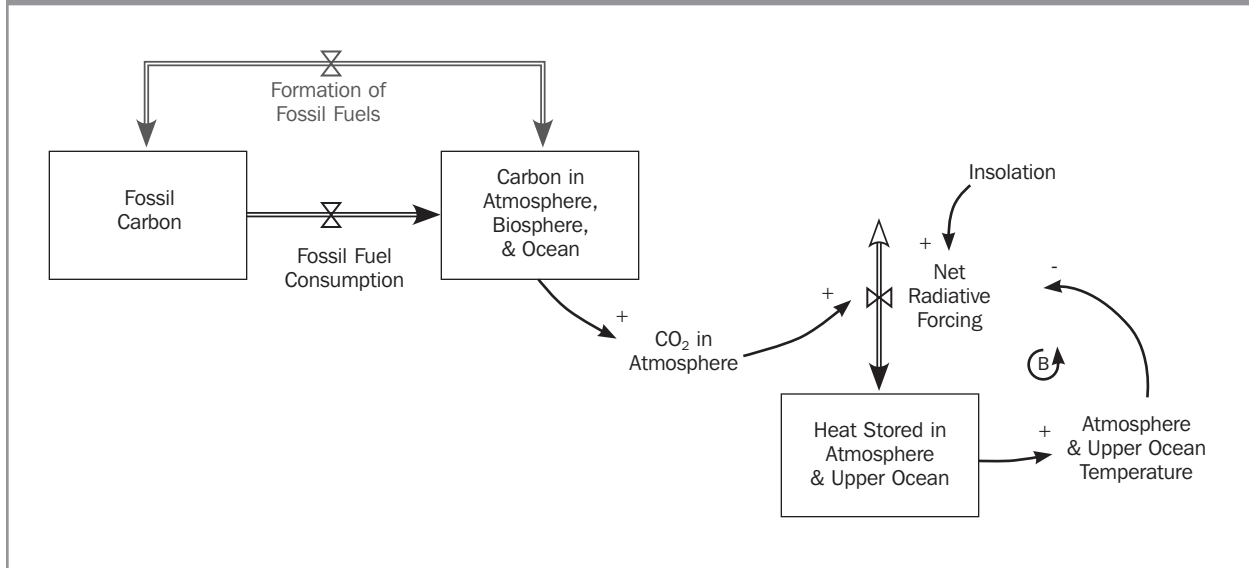 Formation of
Fossil Fuels
Fossil
Carbon
Carbon in
Atmosphere,
Biosphere,
& Ocean
Fossil Fuel
Consumption
Insolation
+
Net
Radiative
Forcing
-
+
+
CO₂ in
Atmosphere
B
Heat Stored in
Atmosphere
& Upper Ocean
+
Atmosphere
& Upper Ocean
Temperature